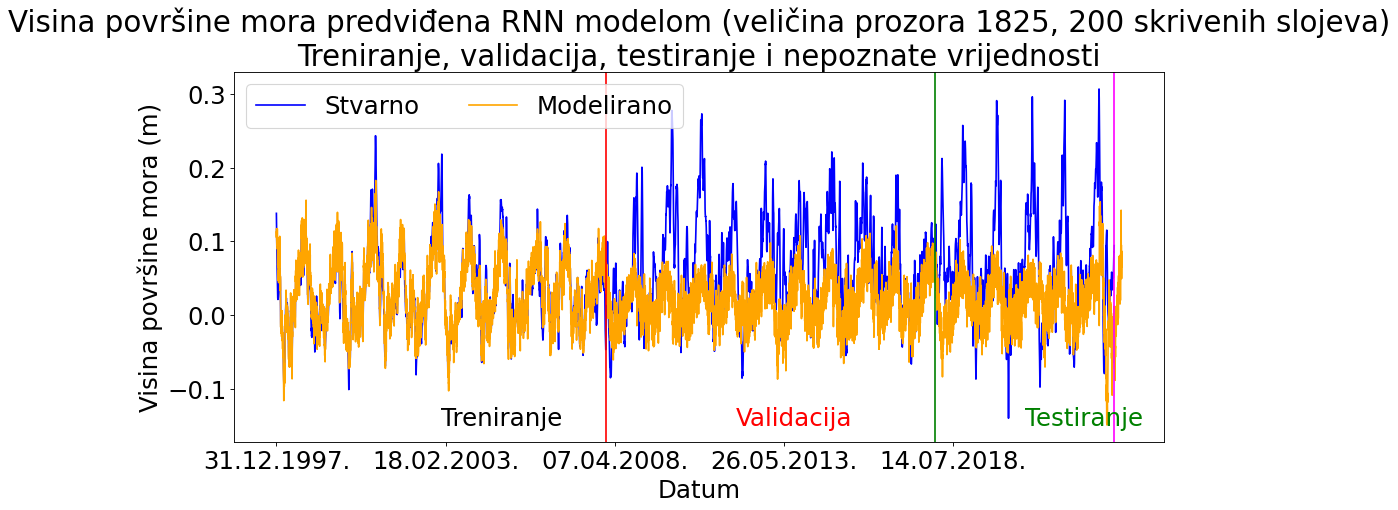 Visina površine mora predviđena RNN modelom (veličina prozora 1825, 200 skrivenih slojeva)
Treniranje, validacija, testiranje i nepoznate vrijednosti
Stvarno Modelirano
Visina površine mora (m)
0.3
0.2
0.1
0.0
−0.1
Treniranje Validacija Testiranje
31.12.1997. 18.02.2003. 07.04.2008. 26.05.2013. 14.07.2018.
Datum